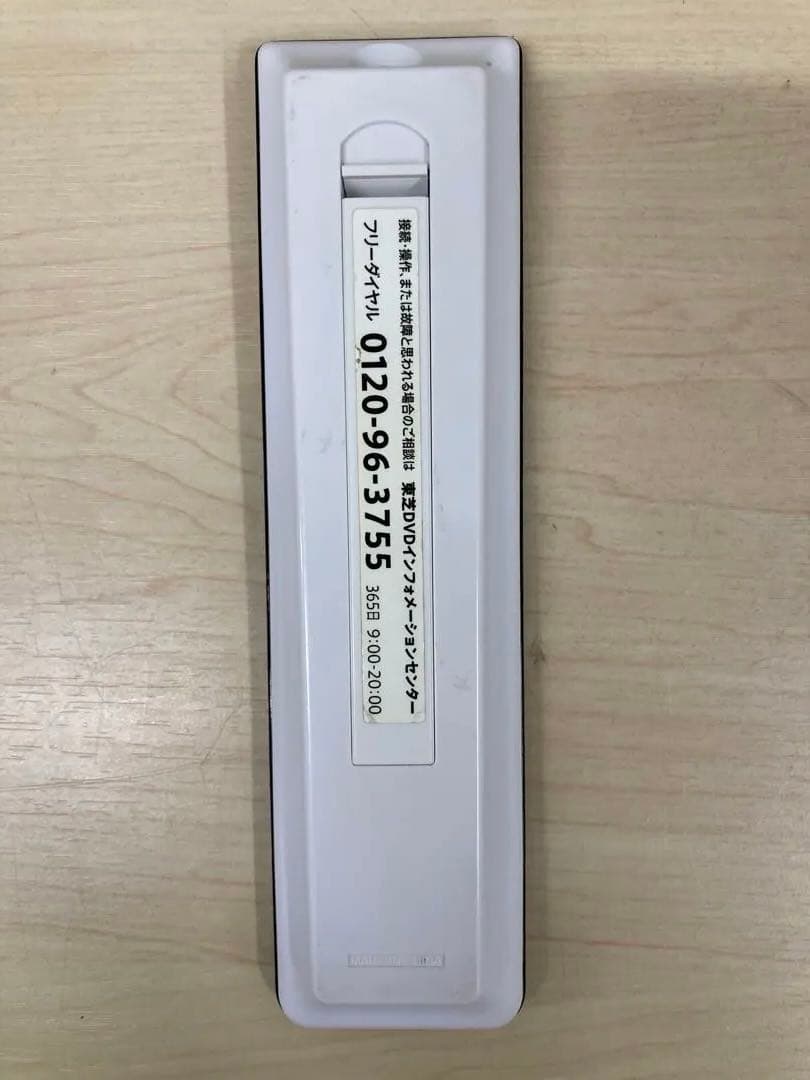 接続・操作、または故障と思われる場合のご相談は 東芝DVDインフォメーションセンター
フリーダイヤル 0120-96-3755 365日 9:00-20:00